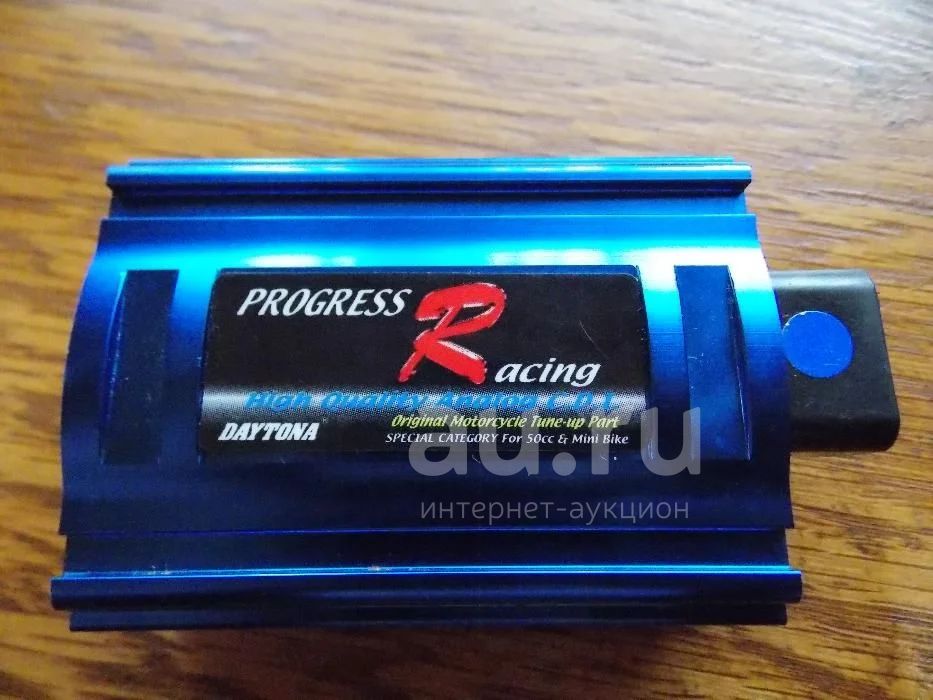 PROGRESS Racing
High Quality Analog C.D.I.
Original Motorcycle Tune-up Part
DAYTONA SPECIAL CATEGORY For 50cc & Mini Bike
au.ru
интернет-аукцион